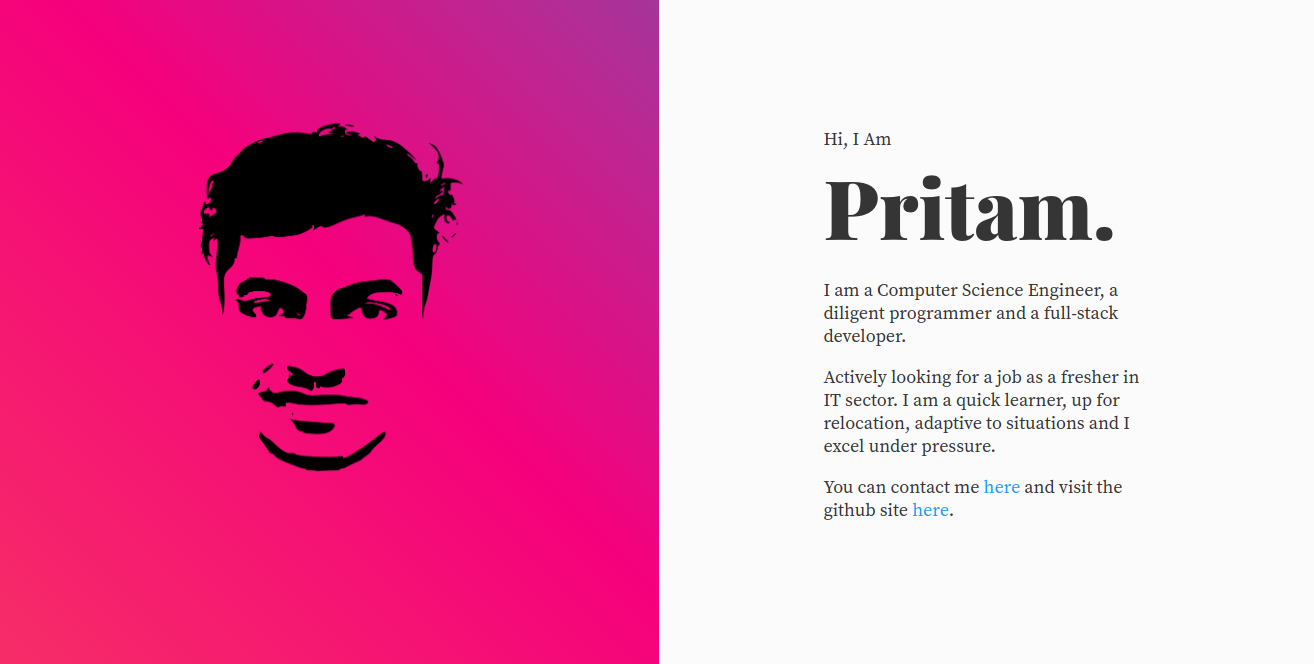 Hi, I Am
Pritam.
I am a Computer Science Engineer, a
diligent programmer and a full-stack
developer.
Actively looking for a job as a fresher in
IT sector. I am a quick learner, up for
relocation, adaptive to situations and I
excel under pressure.
You can contact me here and visit the
github site here.